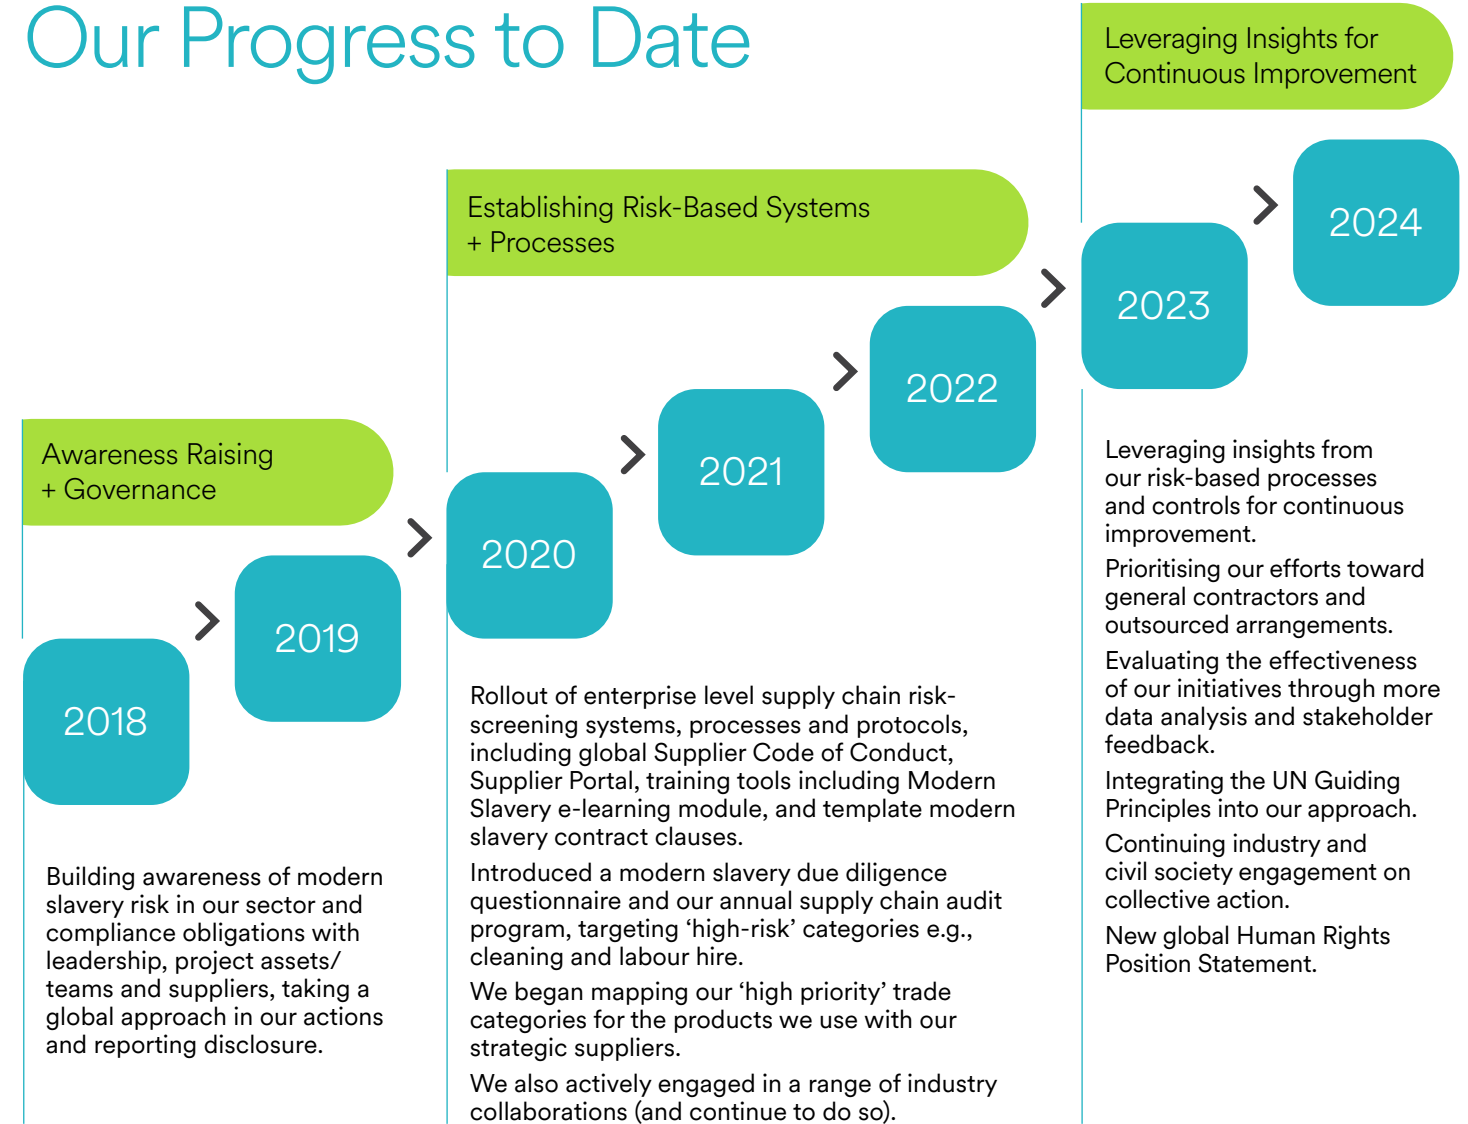 Our Progress to Date
Awareness Raising
+ Governance
2018
2019
Building awareness of modern
slavery risk in our sector and
compliance obligations with
leadership, project assets/
teams and suppliers, taking a
global approach in our actions
and reporting disclosure.
Establishing Risk-Based Systems
+ Processes
2020
2021
2022
Rollout of enterprise level supply chain risk-
screening systems, processes and protocols,
including global Supplier Code of Conduct,
Supplier Portal, training tools including Modern
Slavery e-learning module, and template modern
slavery contract clauses.
Introduced a modern slavery due diligence
questionnaire and our annual supply chain audit
program, targeting ‘high-risk’ categories e.g.,
cleaning and labour hire.
We began mapping our ‘high priority’ trade
categories for the products we use with our
strategic suppliers.
We also actively engaged in a range of industry
collaborations (and continue to do so).
Leveraging Insights for
Continuous Improvement
2023
2024
Leveraging insights from
our risk-based processes
and controls for continuous
improvement.
Prioritising our efforts toward
general contractors and
outsourced arrangements.
Evaluating the effectiveness
of our initiatives through more
data analysis and stakeholder
feedback.
Integrating the UN Guiding
Principles into our approach.
Continuing industry and
civil society engagement on
collective action.
New global Human Rights
Position Statement.